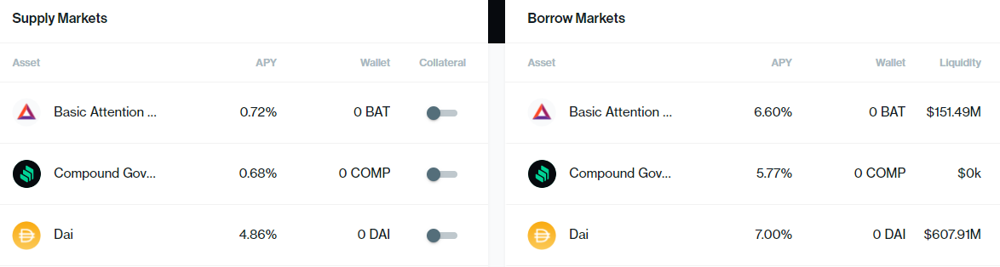 Supply Markets
Asset APY Wallet Collateral
Basic Attention ... 0.72% 0 BAT
Compound Gov... 0.68% 0 COMP
Dai 4.86% 0 DAI
Borrow Markets
Asset APY Wallet Liquidity
Basic Attention ... 6.60% 0 BAT $151.49M
Compound Gov... 5.77% 0 COMP $0k
Dai 7.00% 0 DAI $607.91M